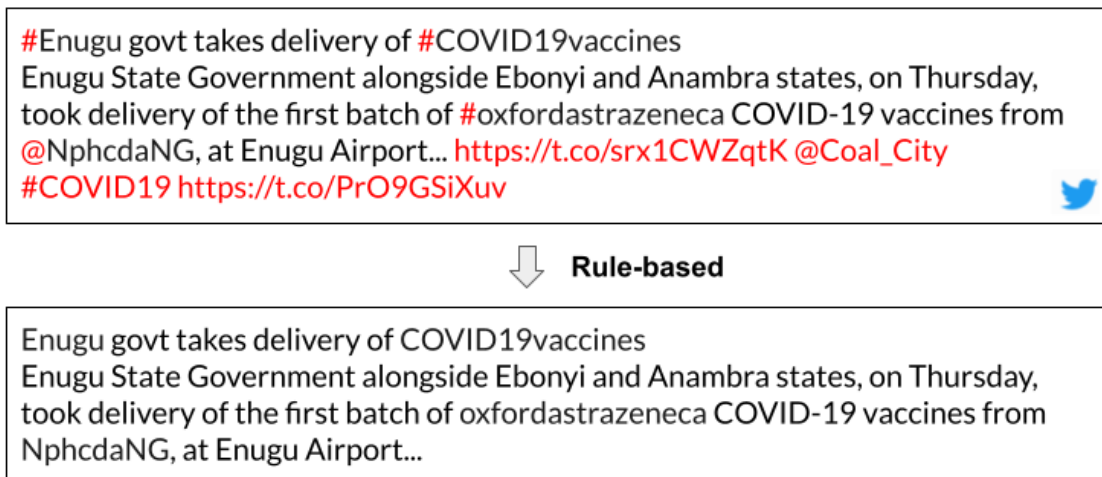 #Enugu govt takes delivery of #COVID19vaccines
Enugu State Government alongside Ebonyi and Anambra states, on Thursday,
took delivery of the first batch of #oxfordastrazeneca COVID-19 vaccines from
@NphcdaNG, at Enugu Airport... https://t.co/srx1CWZqtK @Coal_City
#COVID19 https://t.co/PrO9GSiXuv
Rule-based
Enugu govt takes delivery of COVID19vaccines
Enugu State Government alongside Ebonyi and Anambra states, on Thursday,
took delivery of the first batch of oxfordastrazeneca COVID-19 vaccines from
NphcdaNG, at Enugu Airport...